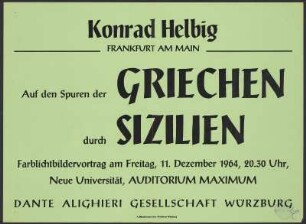 Konrad Helbig
FRANKFURT AM MAIN
Auf den Spuren der GRIECHEN
durch SIZILIEN
Farblichtbildervortrag am Freitag, 11. Dezember 1964, 20.30 Uhr,
Neue Universität, AUDITORIUM MAXIMUM
DANTE ALIGHIERI GESELLSCHAFT WÜRZBURG